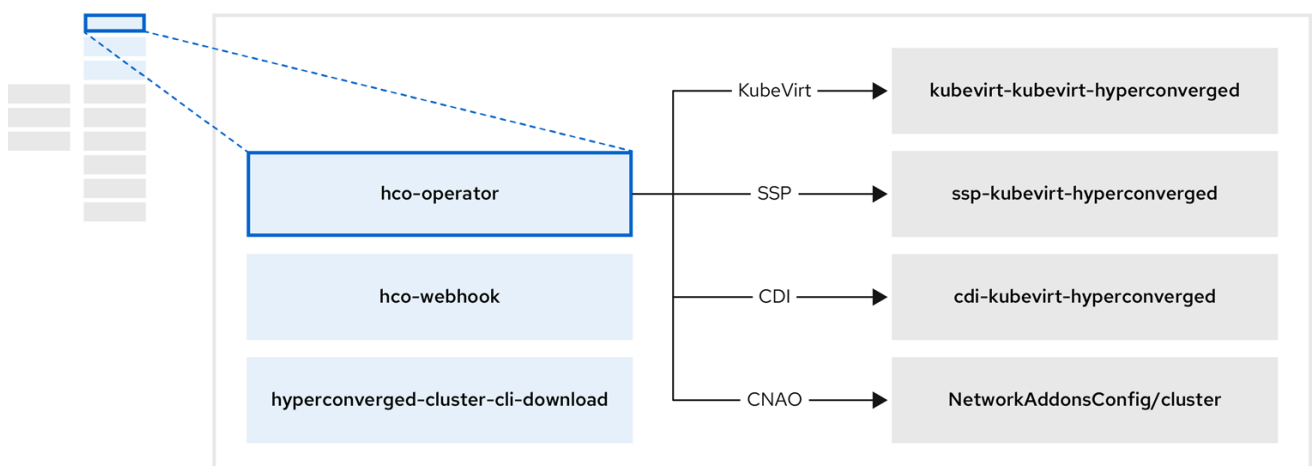 KubeVirt
kubevirt-kubevirt-hyperconverged
hco-operator
SSP
ssp-kubevirt-hyperconverged
hco-webhook
CDI
cdi-kubevirt-hyperconverged
hyperconverged-cluster-cli-download
CNAO
NetworkAddonsConfig/cluster